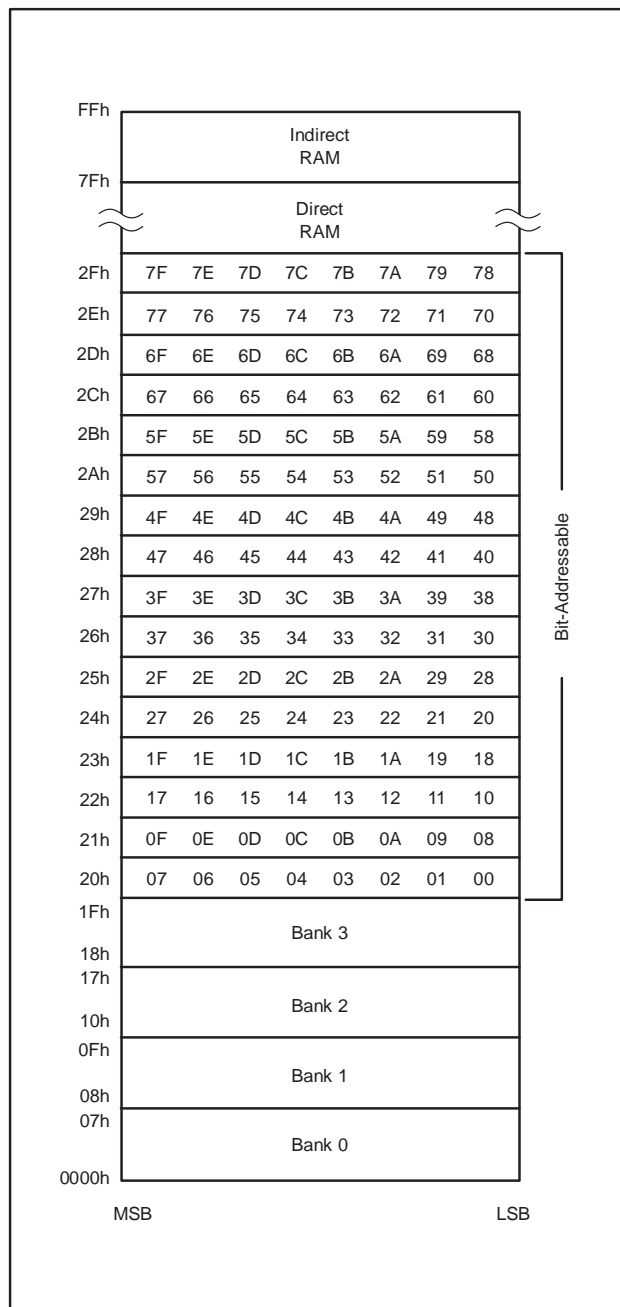 FFh
Indirect
RAM
7Fh
Direct
RAM
2Fh 7F 7E 7D 7C 7B 7A 79 78
2Eh 77 76 75 74 73 72 71 70
2Dh 6F 6E 6D 6C 6B 6A 69 68
2Ch 67 66 65 64 63 62 61 60
2Bh 5F 5E 5D 5C 5B 5A 59 58
2Ah 57 56 55 54 53 52 51 50
29h 4F 4E 4D 4C 4B 4A 49 48
28h 47 46 45 44 43 42 41 40
27h 3F 3E 3D 3C 3B 3A 39 38
26h 37 36 35 34 33 32 31 30
25h 2F 2E 2D 2C 2B 2A 29 28
24h 27 26 25 24 23 22 21 20
23h 1F 1E 1D 1C 1B 1A 19 18
22h 17 16 15 14 13 12 11 10
21h 0F 0E 0D 0C 0B 0A 09 08
20h 07 06 05 04 03 02 01 00
Bit-Addressable
1Fh
Bank 3
18h
17h
Bank 2
10h
0Fh
Bank 1
08h
07h
Bank 0
0000h
MSB LSB